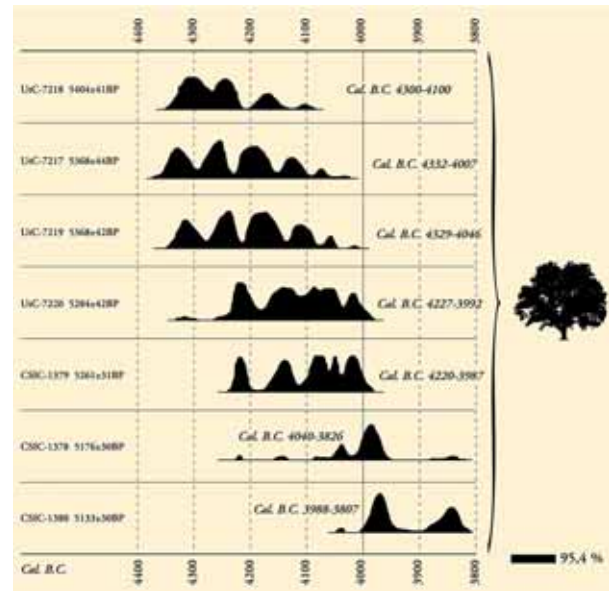 4400 4300 4200 4100 4000 3900 3800
UtC-7218 5404±41BP Cal. B.C. 4300-4100
UtC-7217 5368±44BP Cal. B.C. 4332-4007
UtC-7219 5368±42BP Cal. B.C. 4329-4046
UtC-7220 5284±42BP Cal. B.C. 4227-3992
CSIC-1379 5261±31BP Cal. B.C. 4220-3987
CSIC-1378 5176±30BP Cal. B.C. 4040-3826
CSIC-1380 5133±30BP Cal. B.C. 3988-3807
Cal. B.C. 4400 4300 4200 4100 4000 3900 3800
95,4 %